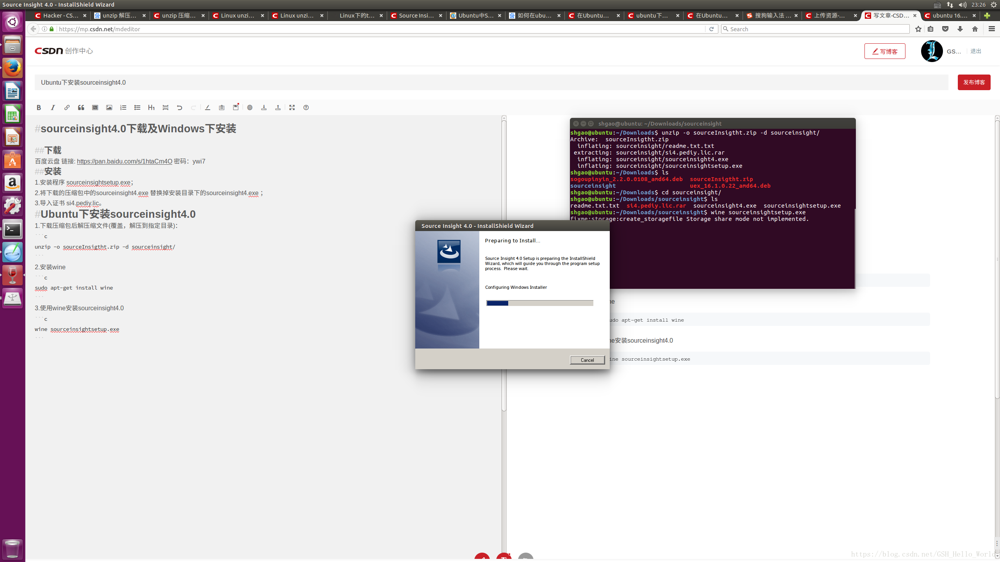 Source Insight 4.0 - InstallShield Wizard
23:26
Hacker - CS...
unzip 解压...
unzip 压缩...
Linux unzi...
Linux unzi...
Linux下的t...
Source Insi...
Ubuntu中S...
如何在ubu...
在Ubuntu...
ubuntu下...
在Ubuntu...
搜狗输入法 ...
上传资源-...
写文章-CSD...
ubuntu 16....
https://mp.csdn.net/mdeditor
Search
CSDN 创作中心
写博客
GS...
退出
Ubuntu下安装sourceinsight4.0
发布博客
#sourceinsight4.0下载及Windows下安装
##下载
百度云盘 链接: https://pan.baidu.com/s/1htaCm4O 密码：ywi7
##安装
1.安装程序 sourceinsightsetup.exe；
2.将下载的压缩包中的sourceinsight4.exe 替换掉安装目录下的sourceinsight4.exe ；
3.导入证书 si4.pediy.lic。
#Ubuntu下安装sourceinsight4.0
1.下载压缩包后解压缩文件(覆盖，解压到指定目录)：
```c
unzip -o sourceInsigtht.zip -d sourceinsight/
```
2.安装wine
```c
sudo apt-get install wine
```
3.使用wine安装sourceinsight4.0
```c
wine sourceinsightsetup.exe
```
shgao@ubuntu: ~/Downloads/sourceinsight
shgao@ubuntu:~/Downloads$ unzip -o sourceInsigtht.zip -d sourceinsight/
Archive:  sourceInsigtht.zip
  inflating: sourceinsight/readme.txt.txt
 extracting: sourceinsight/si4.pediy.lic.rar
  inflating: sourceinsight/sourceinsight4.exe
  inflating: sourceinsight/sourceinsightsetup.exe
shgao@ubuntu:~/Downloads$ ls
sogoupinyin_2.2.0.0108_amd64.deb  sourceInsigtht.zip
sourceinsight                     uex_16.1.0.22_amd64.deb
shgao@ubuntu:~/Downloads$ cd sourceinsight/
shgao@ubuntu:~/Downloads/sourceinsight$ ls
readme.txt.txt  si4.pediy.lic.rar  sourceinsight4.exe  sourceinsightsetup.exe
shgao@ubuntu:~/Downloads/sourceinsight$ wine sourceinsightsetup.exe
fixme:storage:create_storagefile Storage share mode not implemented.
Source Insight 4.0 - InstallShield Wizard
Preparing to Install...
Source Insight 4.0 Setup is preparing the InstallShield
Wizard, which will guide you through the program setup
process.  Please wait.
Configuring Windows Installer
Cancel
ne
udo apt-get install wine
ne安装sourceinsight4.0
ine sourceinsightsetup.exe
https://blog.csdn.net/GSH_Hello_World